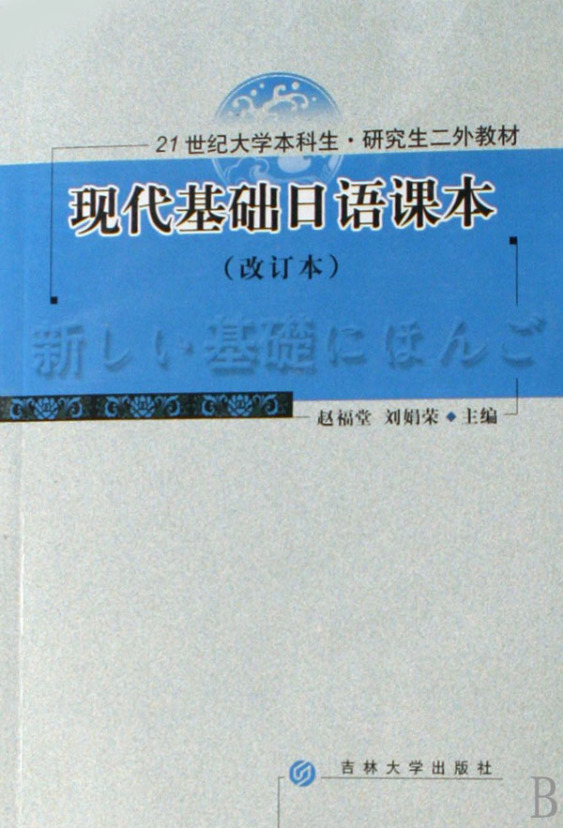 21世纪大学本科生·研究生二外教材
现代基础日语课本
（改订本）
新しい基礎にほんご
赵福堂 刘娟荣◆主编
吉林大学出版社
B